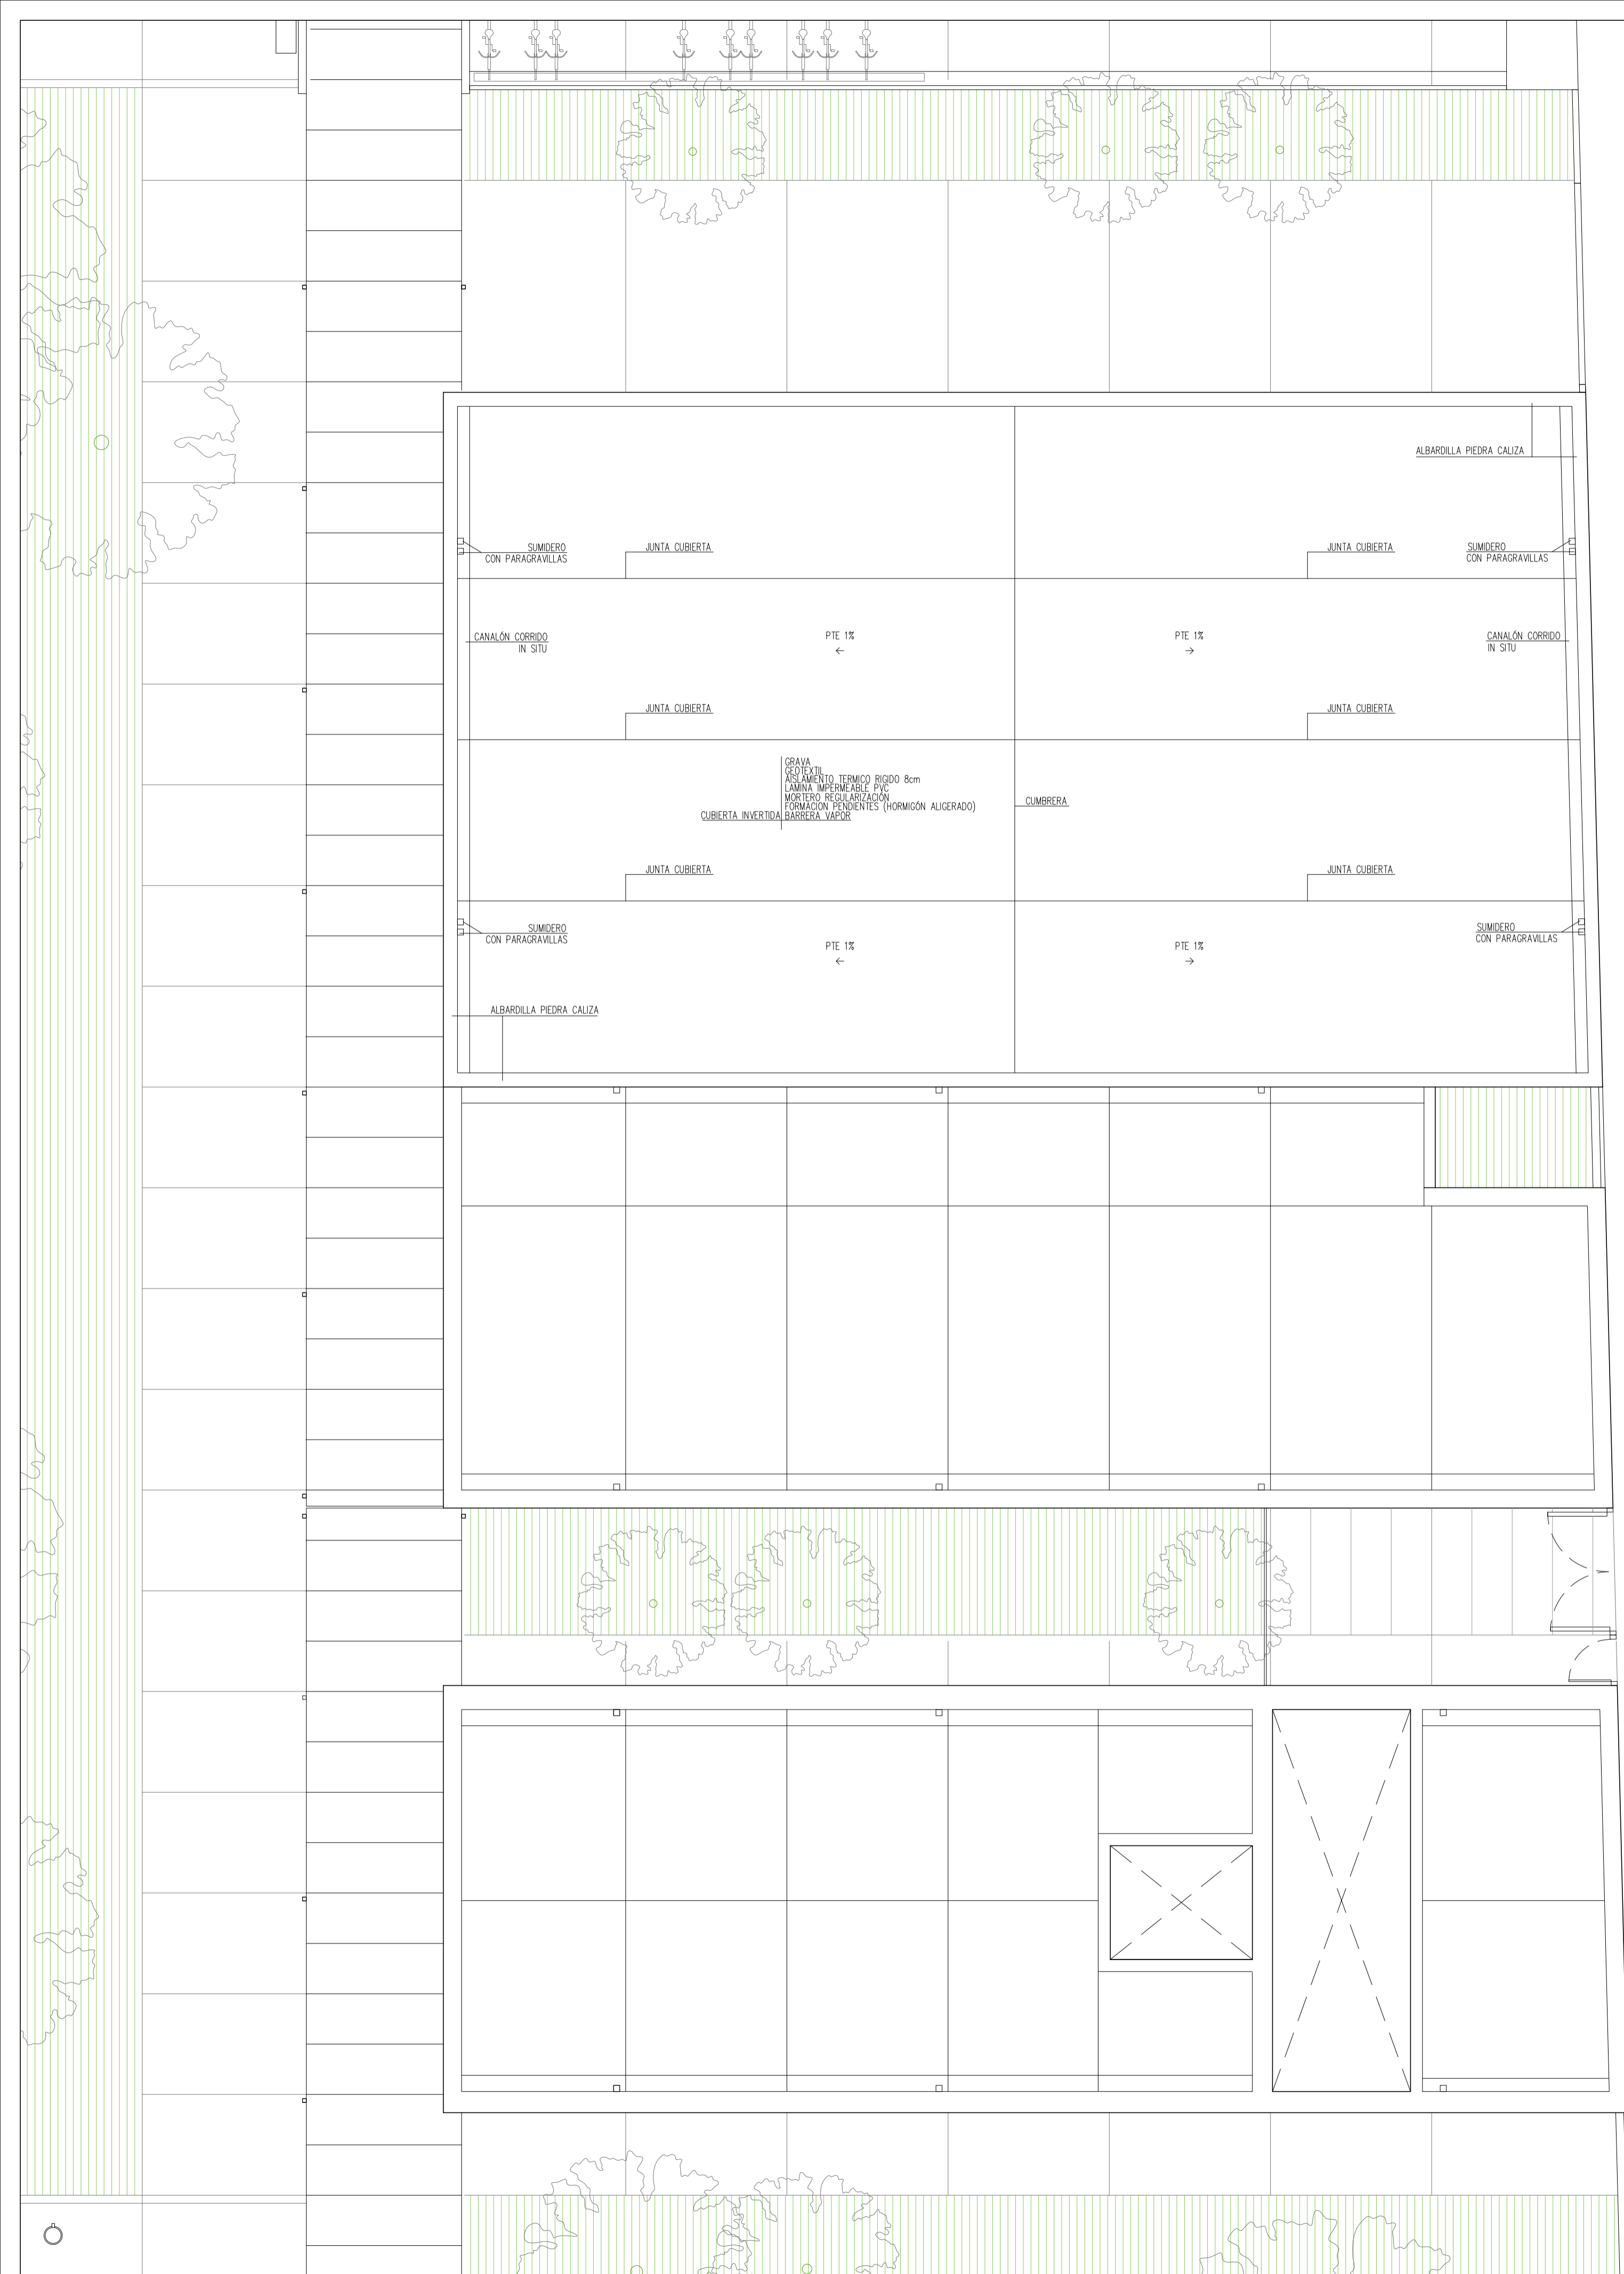 ALBARDILLA PIEDRA CALIZA
SUMIDERO
CON PARAGRAVILLAS
JUNTA CUBIERTA
JUNTA CUBIERTA
SUMIDERO
CON PARAGRAVILLAS
CANALÓN CORRIDO
IN SITU
PTE 1%
PTE 1%
CANALÓN CORRIDO
IN SITU
JUNTA CUBIERTA
JUNTA CUBIERTA
GRAVA
GEOTEXTIL
AISLAMIENTO TERMICO RIGIDO 8cm
LAMINA IMPERMEABLE PVC
MORTERO REGULARIZACIÓN
FORMACION PENDIENTES (HORMIGÓN ALIGERADO)
CUBIERTA INVERTIDA BARRERA VAPOR
CUMBRERA
JUNTA CUBIERTA
JUNTA CUBIERTA
SUMIDERO
CON PARAGRAVILLAS
SUMIDERO
CON PARAGRAVILLAS
PTE 1%
PTE 1%
ALBARDILLA PIEDRA CALIZA